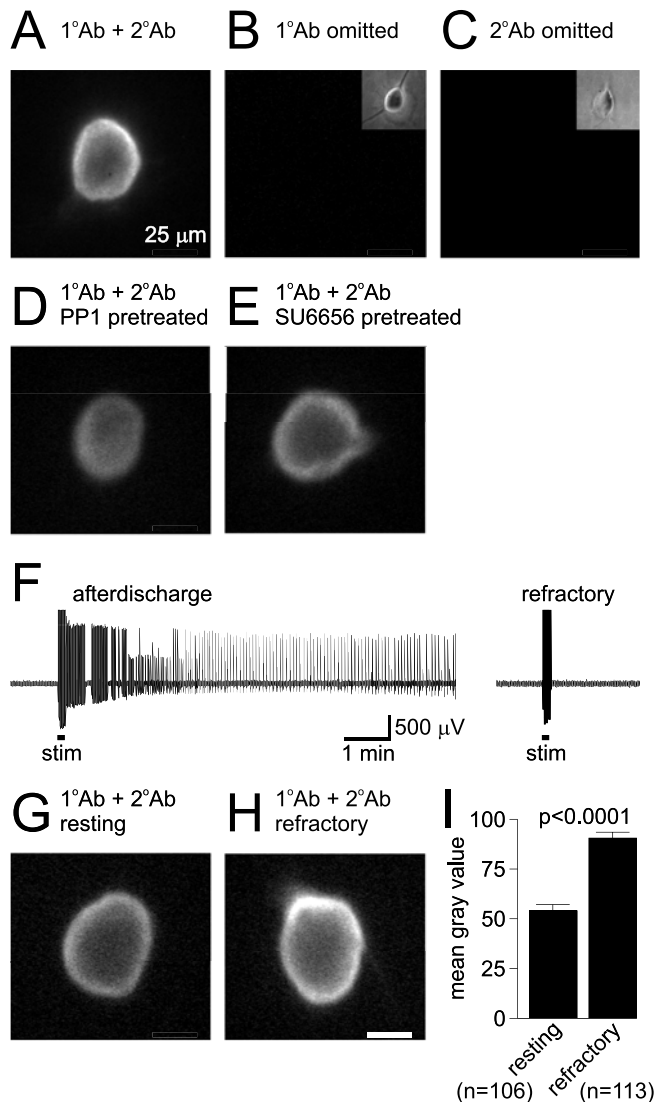 A 1°Ab + 2°Ab
B 1°Ab omitted
C 2°Ab omitted
25 μm
D 1°Ab + 2°Ab
PP1 pretreated
E 1°Ab + 2°Ab
SU6656 pretreated
F
afterdischarge
refractory
500 μV
stim
1 min
stim
G 1°Ab + 2°Ab
resting
H 1°Ab + 2°Ab
refractory
I
p<0.0001
mean gray value
100
75
50
25
0
resting
(n=106)
refractory
(n=113)